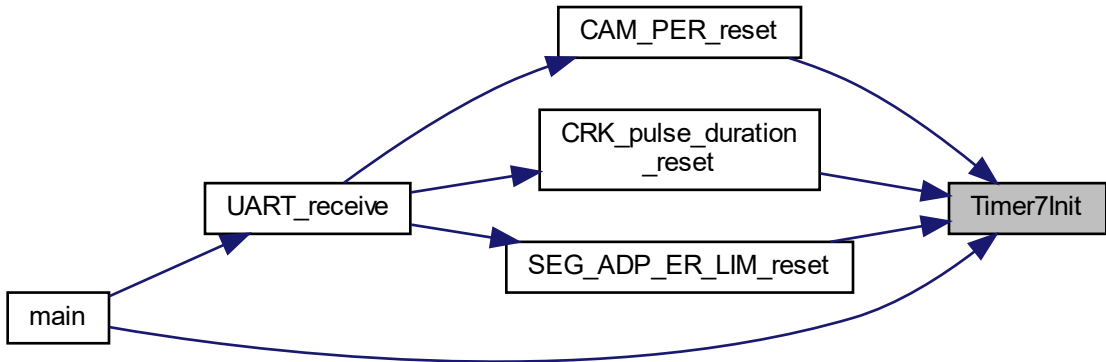 CAM_PER_reset
CRK_pulse_duration
_reset
UART_receive
Timer7Init
SEG_ADP_ER_LIM_reset
main